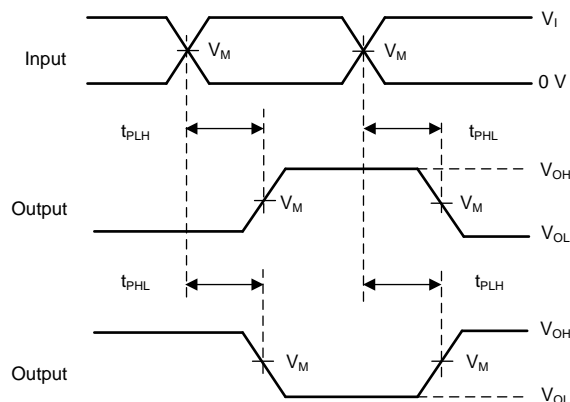 V_I
Input V_M V_M
0 V
t_PLH t_PHL
V_OH
Output V_M V_M
V_OL
t_PHL t_PLH
V_OH
V_M V_M
Output
V_OL